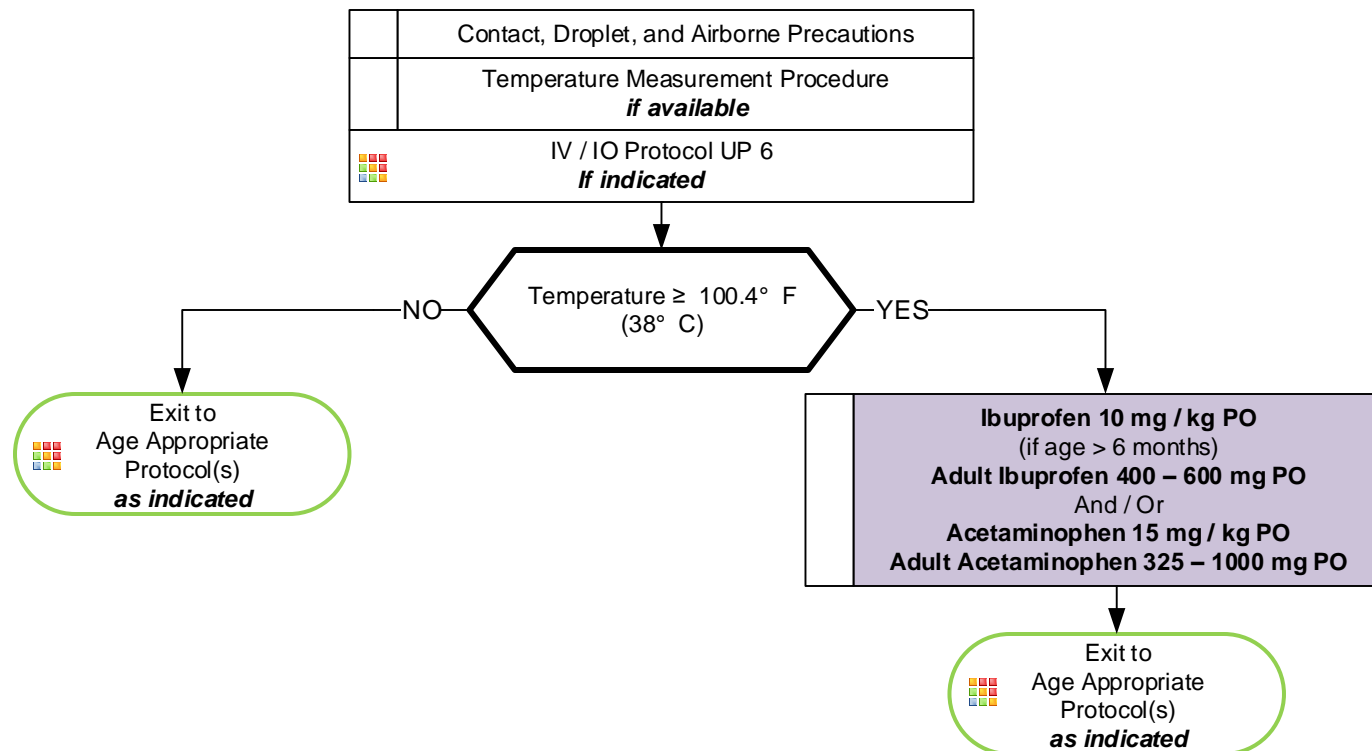 Contact, Droplet, and Airborne Precautions
Temperature Measurement Procedure
if available
IV / IO Protocol UP 6
If indicated
Temperature ≥ 100.4° F
(38° C)
NO
YES
Exit to
Age Appropriate
Protocol(s)
as indicated
Ibuprofen 10 mg / kg PO
(if age > 6 months)
Adult Ibuprofen 400 – 600 mg PO
And / Or
Acetaminophen 15 mg / kg PO
Adult Acetaminophen 325 – 1000 mg PO
Exit to
Age Appropriate
Protocol(s)
as indicated